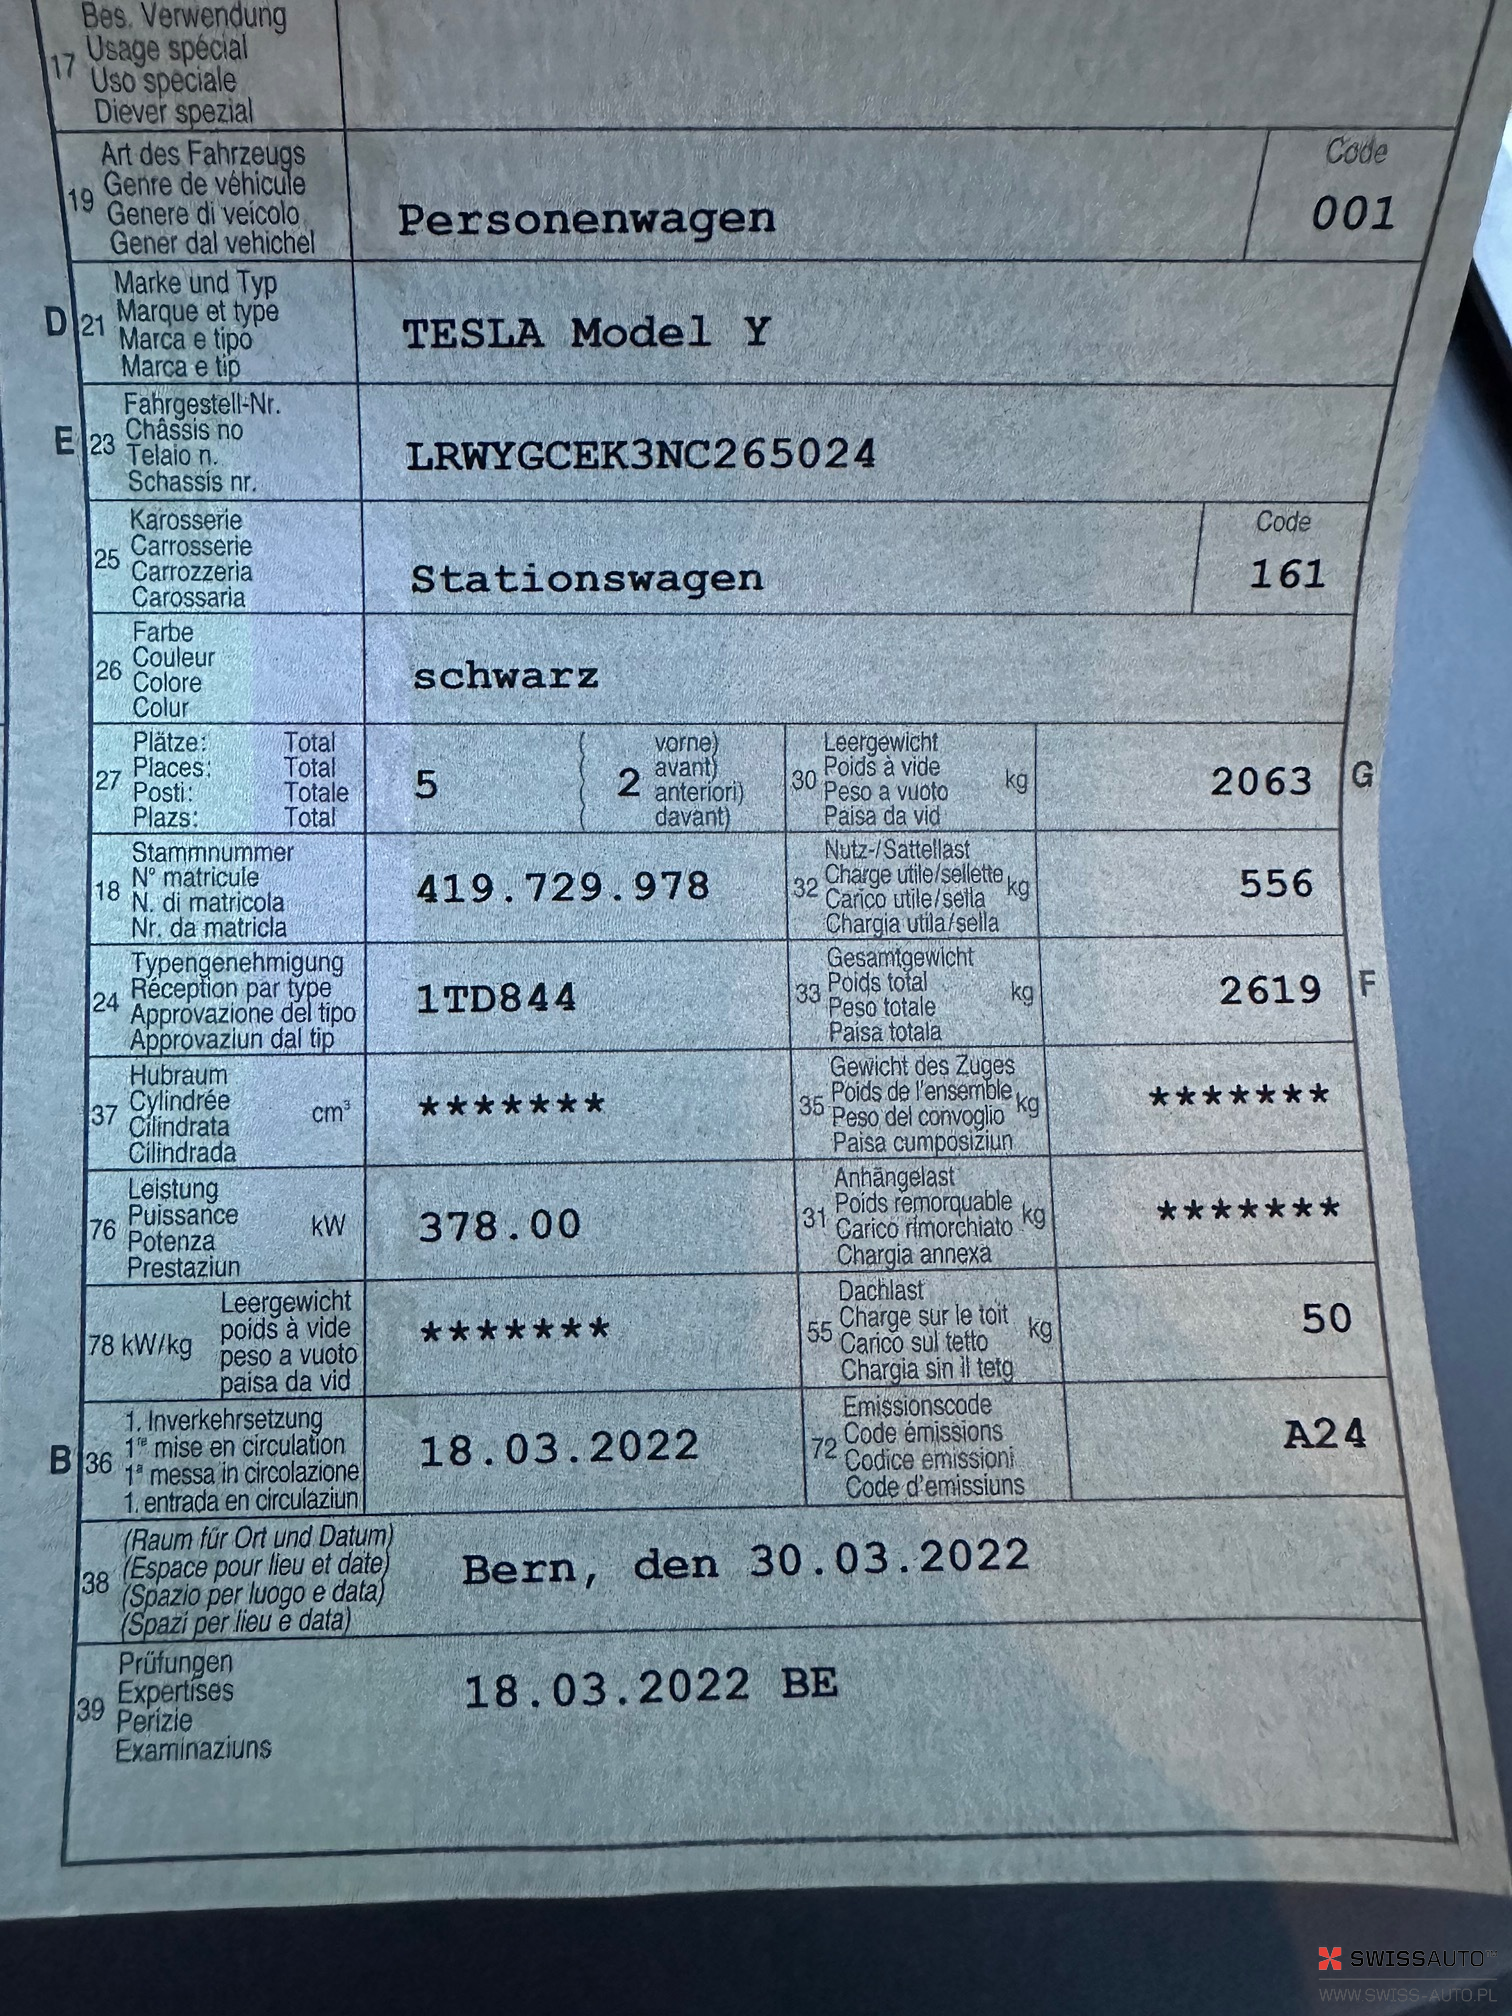 Bes. Verwendung
17 Usage spécial
Uso speciale
Diever spezial
Art des Fahrzeugs Code
19 Genre de véhicule
Genere di veicolo Personenwagen 001
Gener dal vehichel
Marke und Typ
D 21 Marque et type TESLA Model Y
Marca e tipo
Marca e tip
Fahrgestell-Nr.
E 23 Châssis no LRWYGCEK3NC265024
Telaio n.
Schassis nr.
Karosserie Code
25 Carrosserie
Carrozzeria Stationswagen 161
Carossaria
Farbe
26 Couleur schwarz
Colore
Colur
Plätze: Total ( vorne) Leergewicht
27 Places: Total 5 2 avant) 30 Poids à vide kg 2063 G
Posti: Totale anteriori) Peso a vuoto
Plazs: Total ( davant) Paisa da vid
Stammnummer Nutz-/Sattellast
18 N° matricule 419.729.978 32 Charge utile/sellette kg 556
N. di matricola Carico utile/sella
Nr. da matricla Chargia utila/sella
Typengenehmigung Gesamtgewicht
24 Réception par type 1TD844 33 Poids total kg 2619 F
Approvazione del tipo Peso totale
Approvaziun dal tip Paisa totala
Hubraum Gewicht des Zuges
37 Cylindrée cm³ ******* 35 Poids de l'ensemble kg *******
Cilindrata Peso del convoglio
Cilindrada Paisa cumposiziun
Leistung Anhängelast
76 Puissance kW 378.00 31 Poids remorquable kg *******
Potenza Carico rimorchiato
Prestaziun Chargia annexa
Leergewicht Dachlast
78 kW/kg poids à vide ******* 55 Charge sur le toit kg 50
peso a vuoto Carico sul tetto
paisa da vid Chargia sin il tetg
1. Inverkehrsetzung Emissionscode
B 36 1re mise en circulation 18.03.2022 72 Code émissions A24
1a messa in circolazione Codice emissioni
1. entrada en circulaziun Code d'emissiuns
(Raum für Ort und Datum)
38 (Espace pour lieu et date) Bern, den 30.03.2022
(Spazio per luogo e data)
(Spazi per lieu e data)
Prüfungen
39 Expertises 18.03.2022 BE
Perizie
Examinaziuns
SWISSAUTO
WWW.SWISS-AUTO.PL